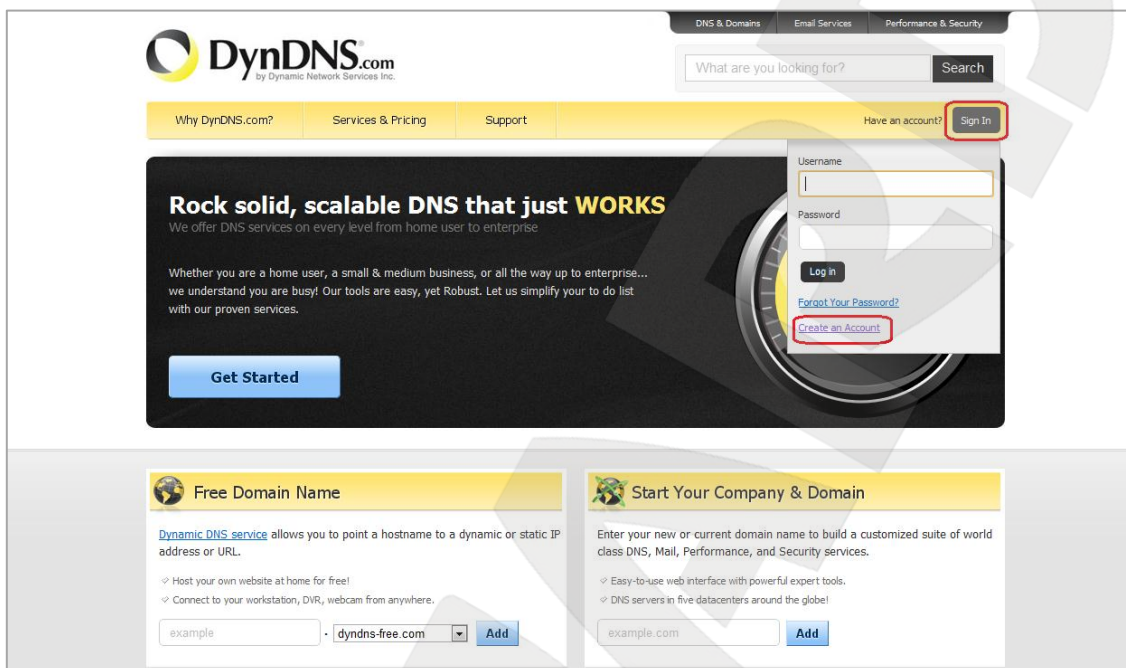 DNS & Domains Email Services Performance & Security
DynDNS.com
by Dynamic Network Services Inc.
What are you looking for? Search
Why DynDNS.com? Services & Pricing Support Have an account? Sign In
Username
Password
Log in
Forgot Your Password?
Create an Account
Rock solid, scalable DNS that just WORKS
We offer DNS services on every level from home user to enterprise
Whether you are a home user, a small & medium business, or all the way up to enterprise...
we understand you are busy! Our tools are easy, yet Robust. Let us simplify your to do list
with our proven services.
Get Started
Free Domain Name
Dynamic DNS service allows you to point a hostname to a dynamic or static IP
address or URL.
Host your own website at home for free!
Connect to your workstation, DVR, webcam from anywhere.
example . dyndns-free.com Add
Start Your Company & Domain
Enter your new or current domain name to build a customized suite of world
class DNS, Mail, Performance, and Security services.
Easy-to-use web interface with powerful expert tools.
DNS servers in five datacenters around the globe!
example.com Add